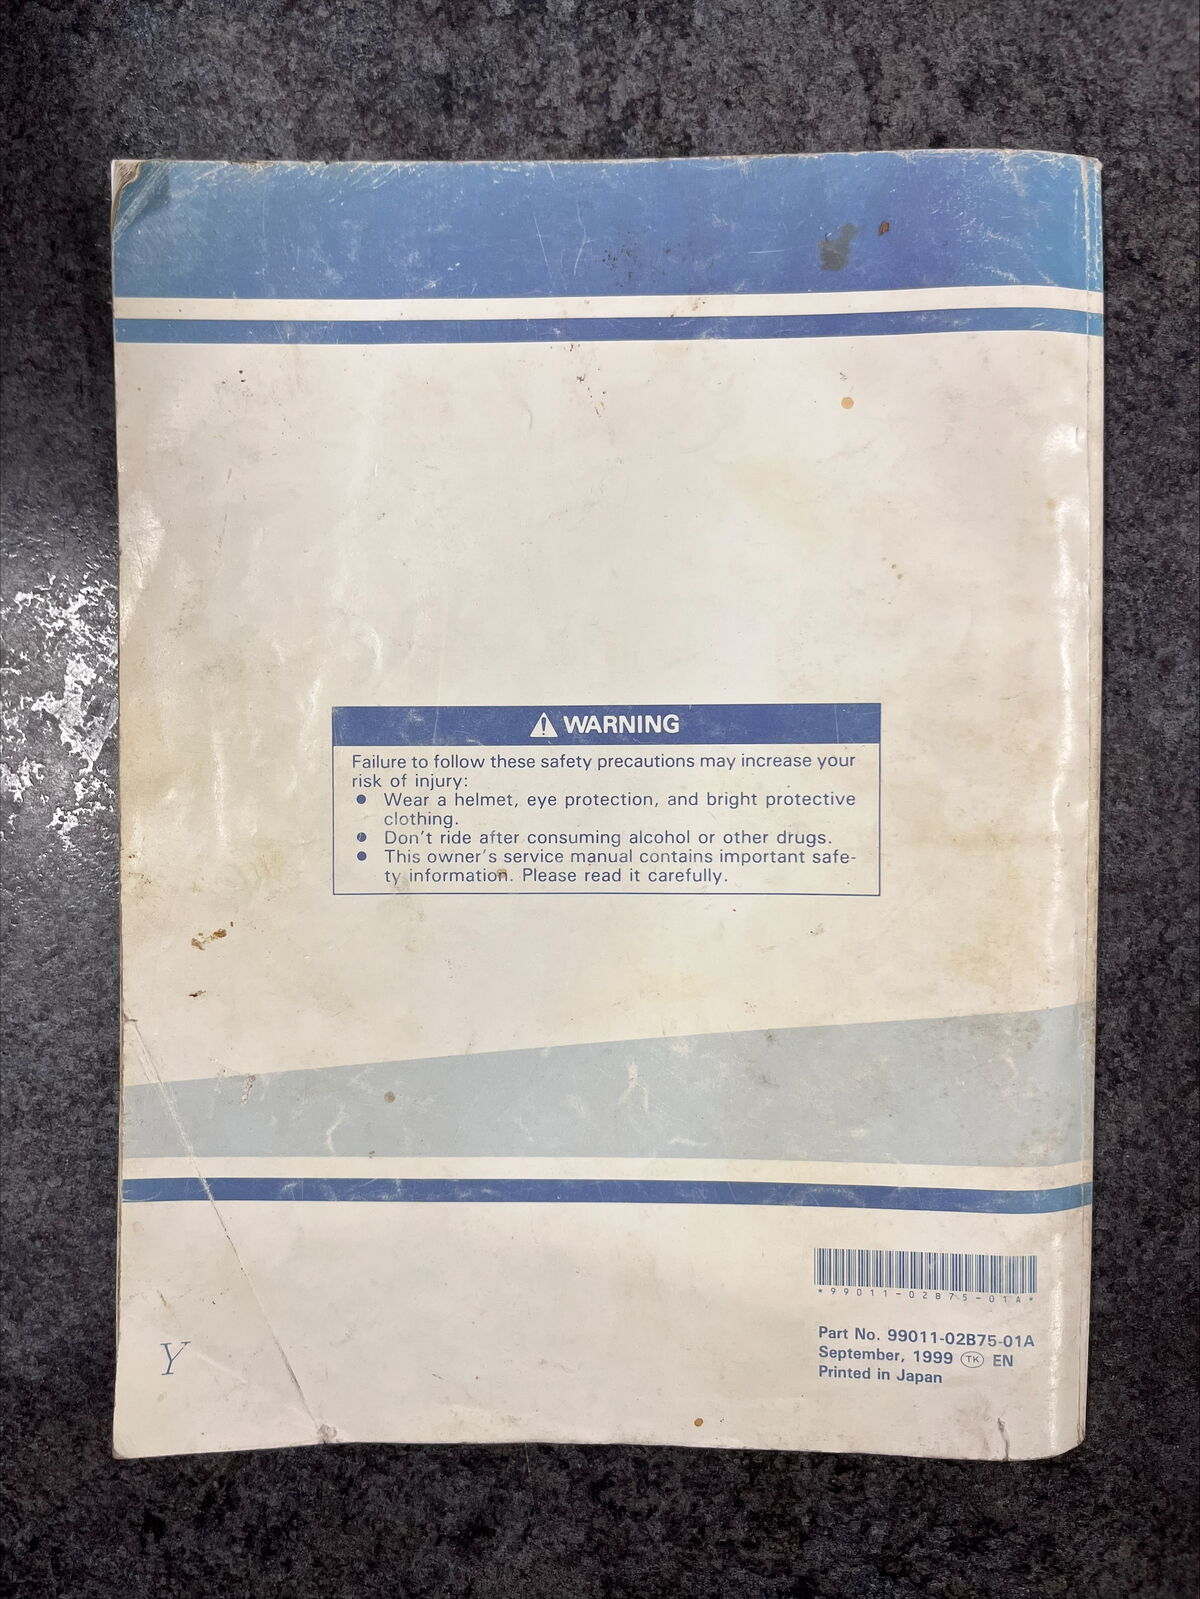 WARNING
Failure to follow these safety precautions may increase your
risk of injury:
● Wear a helmet, eye protection, and bright protective
clothing.
● Don't ride after consuming alcohol or other drugs.
● This owner's service manual contains important safe-
ty information. Please read it carefully.
*99011-02B75-01A*
Part No. 99011-02B75-01A
September, 1999 TK EN
Printed in Japan
Y